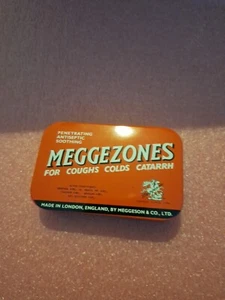 PENETRATING
ANTISEPTIC
SOOTHING
MEGGEZONES
FOR COUGHS COLDS CATARRH
MADE IN LONDON, ENGLAND, BY MEGGESON & CO., LTD.